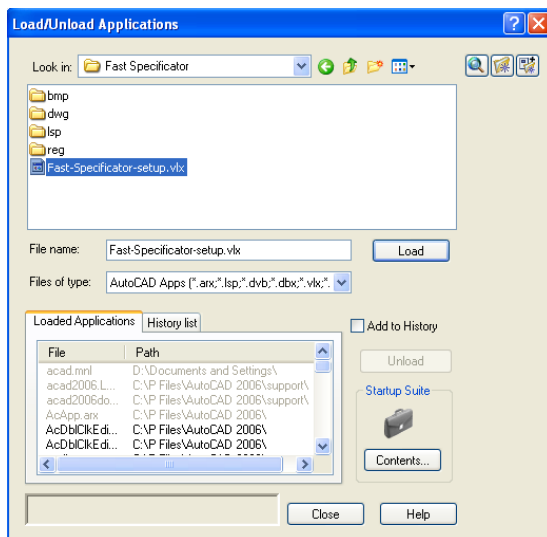 Load/Unload Applications
Look in: Fast Specificator
bmp
dwg
lsp
reg
Fast-Specificator-setup.vlx
File name: Fast-Specificator-setup.vlx Load
Files of type: AutoCAD Apps (*.arx;*.lsp;*.dvb;*.dbx;*.vlx;*.
Loaded Applications History list Add to History
File Path
Unload
acad.mnl D:\Documents and Settings\
acad2006.L... C:\P Files\AutoCAD 2006\support\
Startup Suite
acad2006do... C:\P Files\AutoCAD 2006\support\
AcApp.arx C:\P Files\AutoCAD 2006\
AcDblClkEdi... C:\P Files\AutoCAD 2006\
AcDblClkEdi... C:\P Files\AutoCAD 2006\
Contents...
Close Help